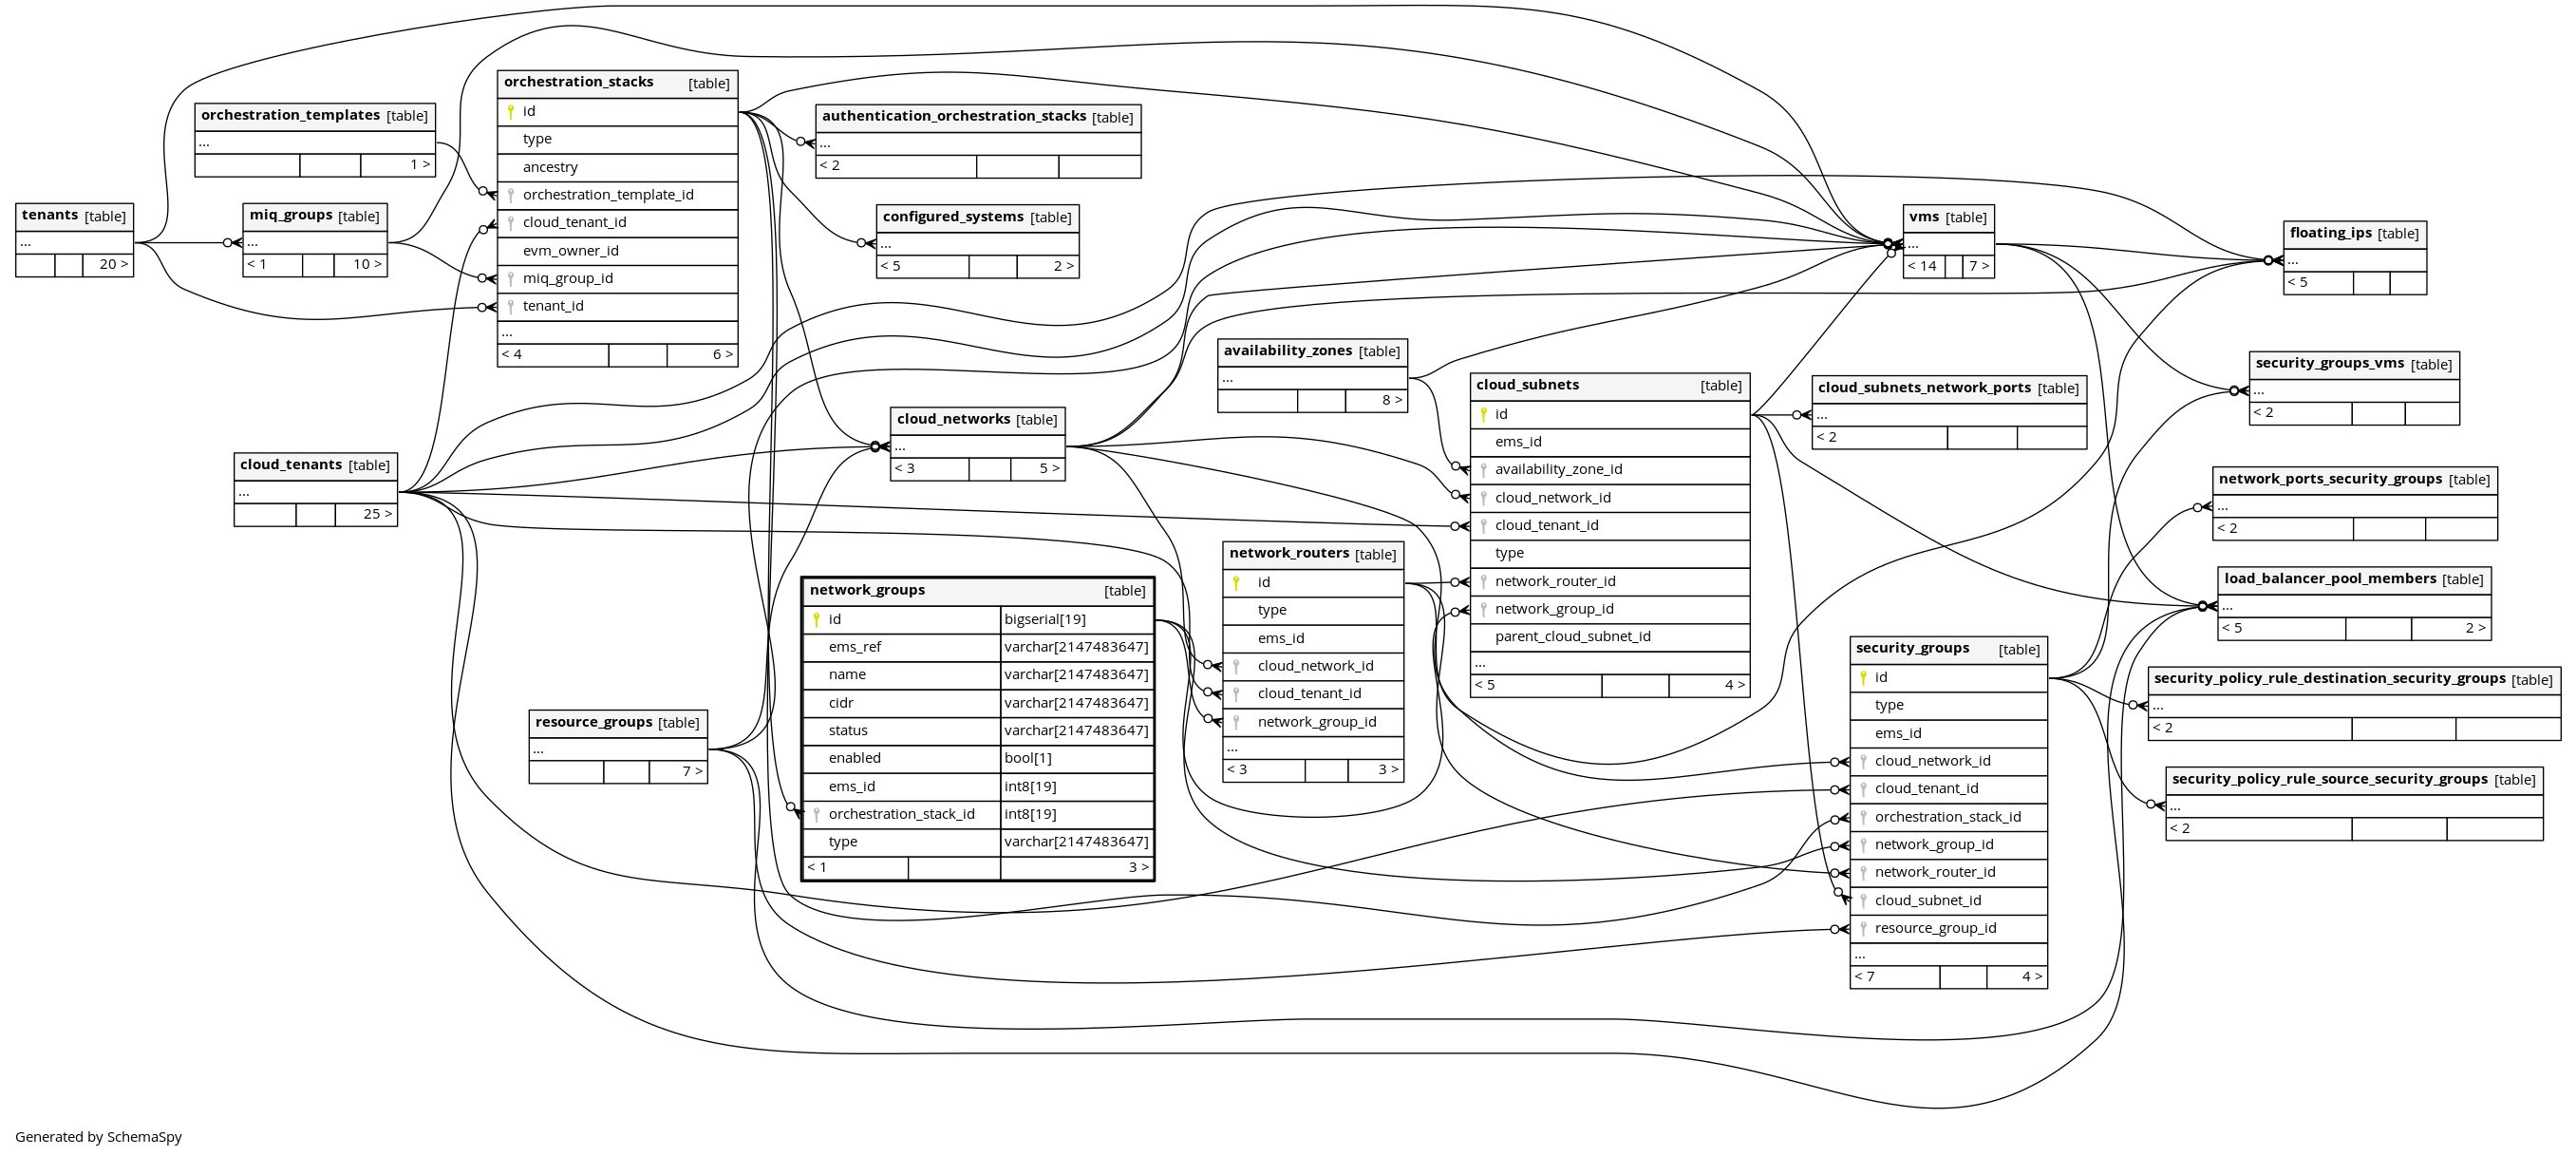 orchestration_stacks [table]
id
type
ancestry
orchestration_template_id
cloud_tenant_id
evm_owner_id
miq_group_id
tenant_id
...
< 4 6 >
orchestration_templates [table]
...
1 >
authentication_orchestration_stacks [table]
...
< 2
tenants [table]
...
20 >
miq_groups [table]
...
< 1 10 >
configured_systems [table]
...
< 5 2 >
vms [table]
...
< 14 7 >
floating_ips [table]
...
< 5
availability_zones [table]
...
8 >
security_groups_vms [table]
...
< 2
cloud_subnets [table]
id
ems_id
availability_zone_id
cloud_network_id
cloud_tenant_id
type
network_router_id
network_group_id
parent_cloud_subnet_id
...
< 5 4 >
cloud_subnets_network_ports [table]
...
< 2
cloud_networks [table]
...
< 3 5 >
cloud_tenants [table]
...
25 >
network_ports_security_groups [table]
...
< 2
network_routers [table]
id
type
ems_id
cloud_network_id
cloud_tenant_id
network_group_id
...
< 3 3 >
load_balancer_pool_members [table]
...
< 5 2 >
network_groups [table]
id bigserial[19]
ems_ref varchar[2147483647]
name varchar[2147483647]
cidr varchar[2147483647]
status varchar[2147483647]
enabled bool[1]
ems_id int8[19]
orchestration_stack_id int8[19]
type varchar[2147483647]
< 1 3 >
security_groups [table]
id
type
ems_id
cloud_network_id
cloud_tenant_id
orchestration_stack_id
network_group_id
network_router_id
cloud_subnet_id
resource_group_id
...
< 7 4 >
security_policy_rule_destination_security_groups [table]
...
< 2
resource_groups [table]
...
7 >
security_policy_rule_source_security_groups [table]
...
< 2
Generated by SchemaSpy